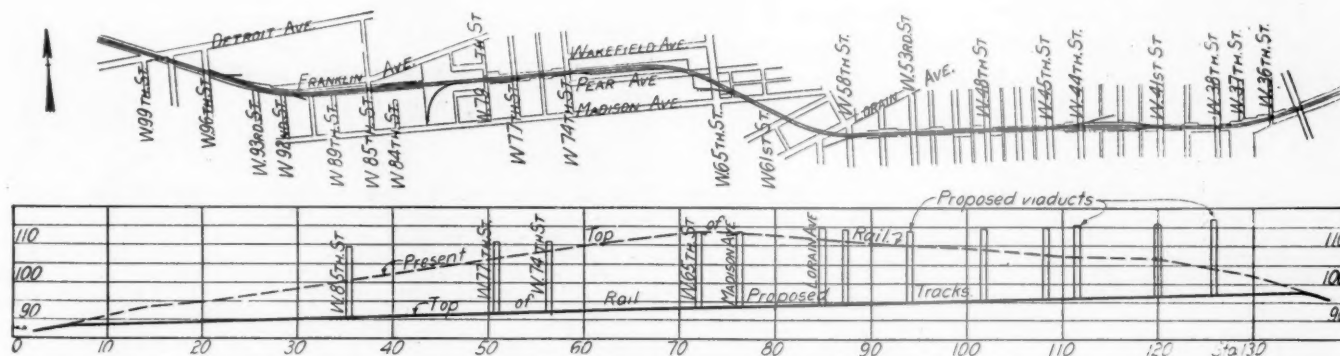 DETROIT AVE.
WAKEFIELD AVE.
FRANKLIN AVE.
PEAR AVE
MADISON AVE
LORAIN AVE.
W.99TH.ST.
W.96TH.ST.
W.93RD.ST.
W.92ND.ST.
W.89TH ST.
W.85TH.ST.
W.84TH.ST.
W.77TH.ST.
W.74TH.ST.
W.65TH.ST.
W.61ST ST.
W.58TH ST.
W.53RD.ST.
W.48TH ST.
W.45TH.ST.
W.44TH.ST.
W.41ST ST
W.38TH.ST.
W.37TH.ST.
W.36TH.ST.
Proposed viaducts
110
100
90
W.85TH.ST
W.77TH.ST.
W.74TH ST
W.65TH.ST.
MADISON AVE
LORAIN AVE
Present Top of Rail
Top of Rail Proposed Tracks
110
100
90
0 10 20 30 40 50 60 70 80 90 100 110 120 Sta.130